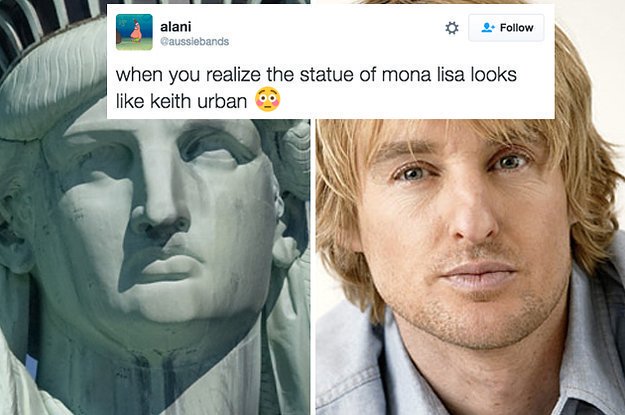 alani
@aussiebands
Follow
when you realize the statue of mona lisa looks
like keith urban 😳